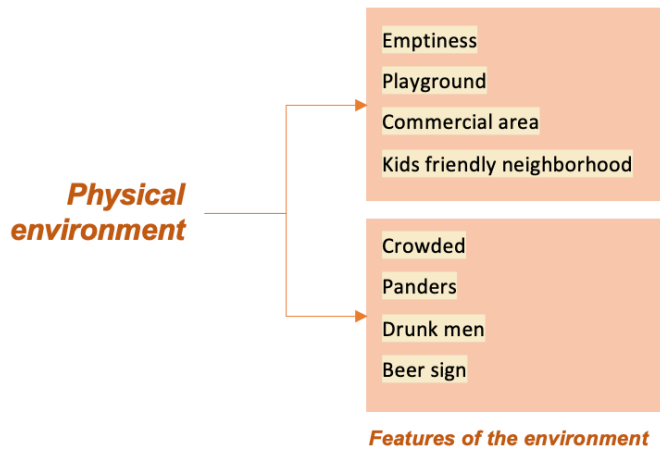 Physical
environment
Emptiness
Playground
Commercial area
Kids friendly neighborhood
Crowded
Panders
Drunk men
Beer sign
Features of the environment